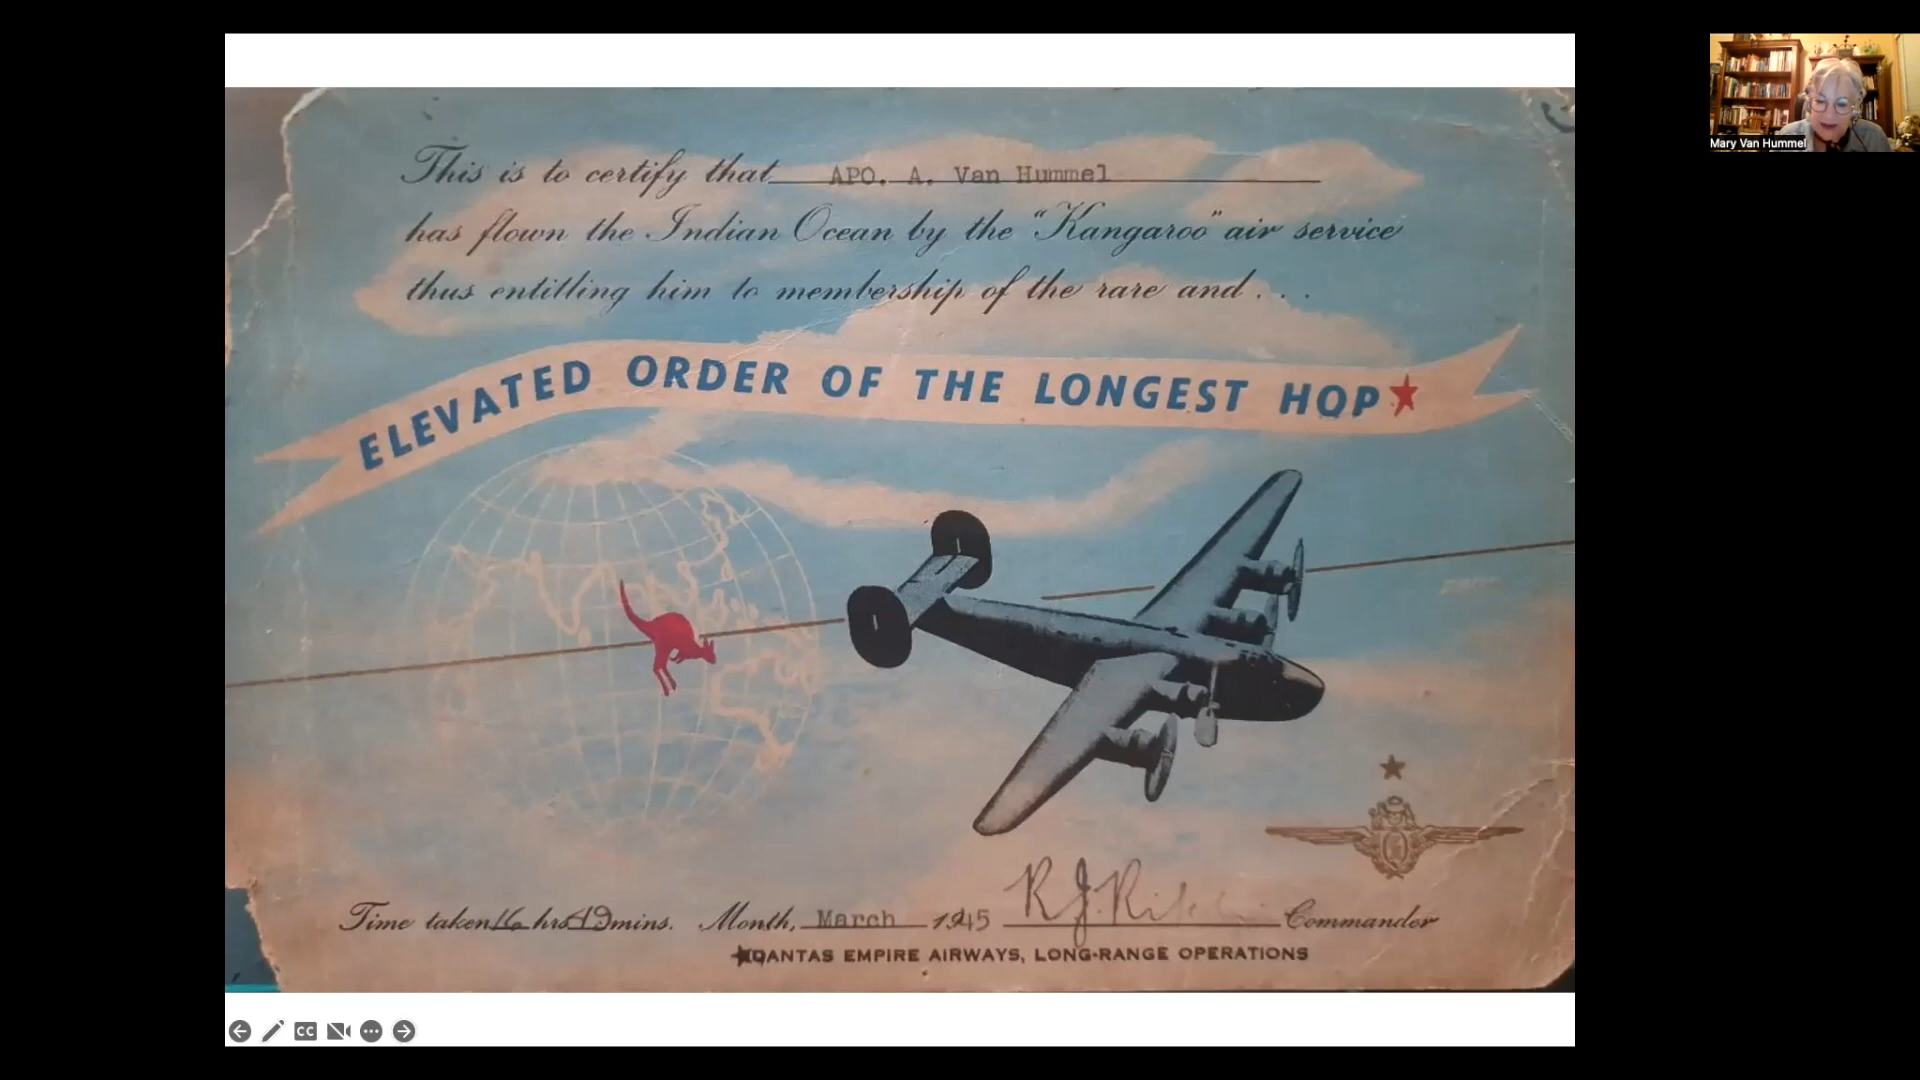 This is to certify that APO. A. Van Hummel
has flown the Indian Ocean by the "Kangaroo" air service
thus entitling him to membership of the rare and . . .
ELEVATED ORDER OF THE LONGEST HOP
Time taken 16 hrs 49 mins. Month, March 1945 R.J. Commander
QANTAS EMPIRE AIRWAYS, LONG-RANGE OPERATIONS
Mary Van Hummel
CC